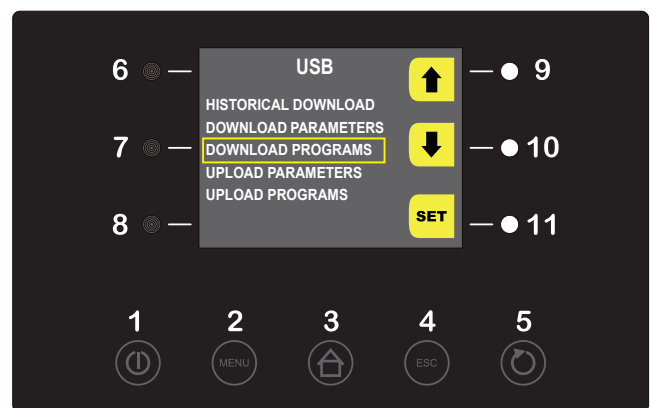 6 USB 9
HISTORICAL DOWNLOAD
DOWNLOAD PARAMETERS
7 DOWNLOAD PROGRAMS 10
UPLOAD PARAMETERS
UPLOAD PROGRAMS
8 SET 11
1 2 3 4 5
MENU ESC